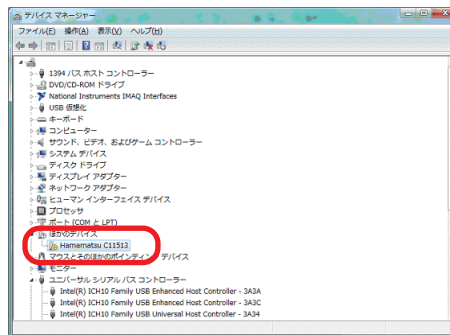 デバイス マネージャー
ファイル(F) 操作(A) 表示(V) ヘルプ(H)
1394 バス ホスト コントローラー
DVD/CD-ROM ドライブ
National Instruments IMAQ Interfaces
USB 仮想化
キーボード
コンピューター
サウンド、ビデオ、およびゲーム コントローラー
システム デバイス
ディスク ドライブ
ディスプレイ アダプター
ネットワーク アダプター
ヒューマン インターフェイス デバイス
プロセッサ
ポート (COM と LPT)
ほかのデバイス
Hamamatsu C11513
マウスとそのほかのポインティング デバイス
モニター
ユニバーサル シリアル バス コントローラー
Intel(R) ICH10 Family USB Enhanced Host Controller - 3A3A
Intel(R) ICH10 Family USB Enhanced Host Controller - 3A3C
Intel(R) ICH10 Family USB Universal Host Controller - 3A34